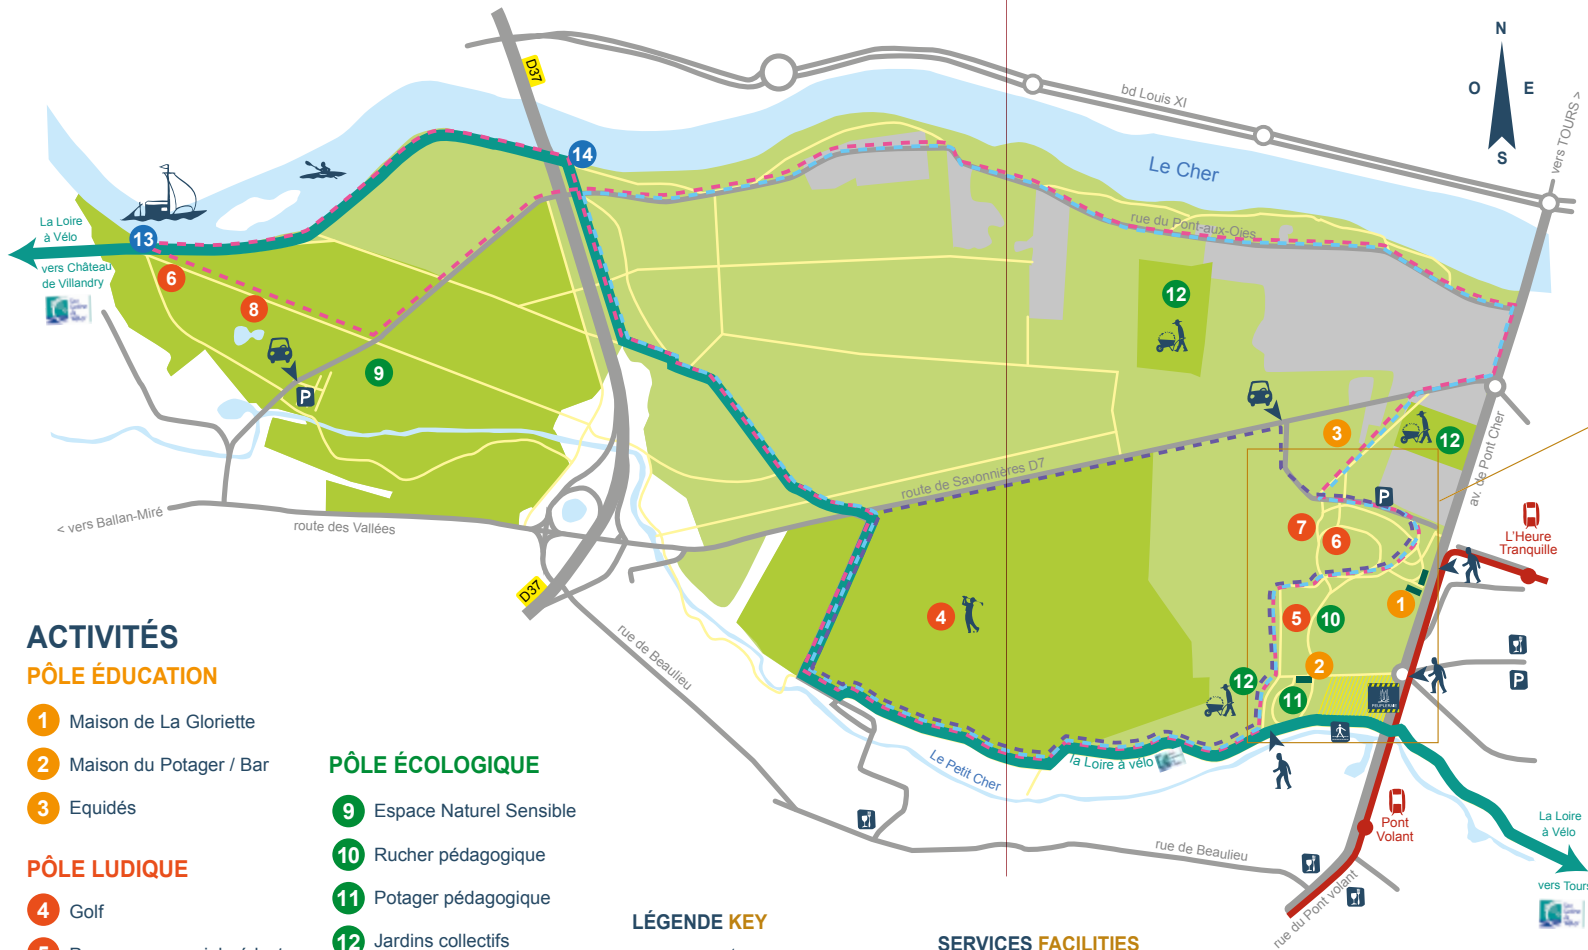 N
O E
S
D37
bd Louis XI
vers TOURS >
14
Le Cher
La Loire
à Vélo
13
vers Château
de Villandry
6
8
9
P
rue du Pont-aux-Oies
12
3
12
av. de Pont Cher
route de Savonnières D7
P
7
6
L'Heure
Tranquille
< vers Ballan-Miré
route des Vallées
D37
rue de Beaulieu
4
1
5
10
2
12
11
P
Le Petit Cher
la Loire à vélo
Pont
Volant
La Loire
à Vélo
vers Tours
rue de Beaulieu
rue du Pont volant
ACTIVITÉS
PÔLE ÉDUCATION
1 Maison de La Gloriette
2 Maison du Potager / Bar
3 Equidés
PÔLE LUDIQUE
4 Golf
5
PÔLE ÉCOLOGIQUE
9 Espace Naturel Sensible
10 Rucher pédagogique
11 Potager pédagogique
12 Jardins collectifs
LÉGENDE KEY
SERVICES FACILITIES